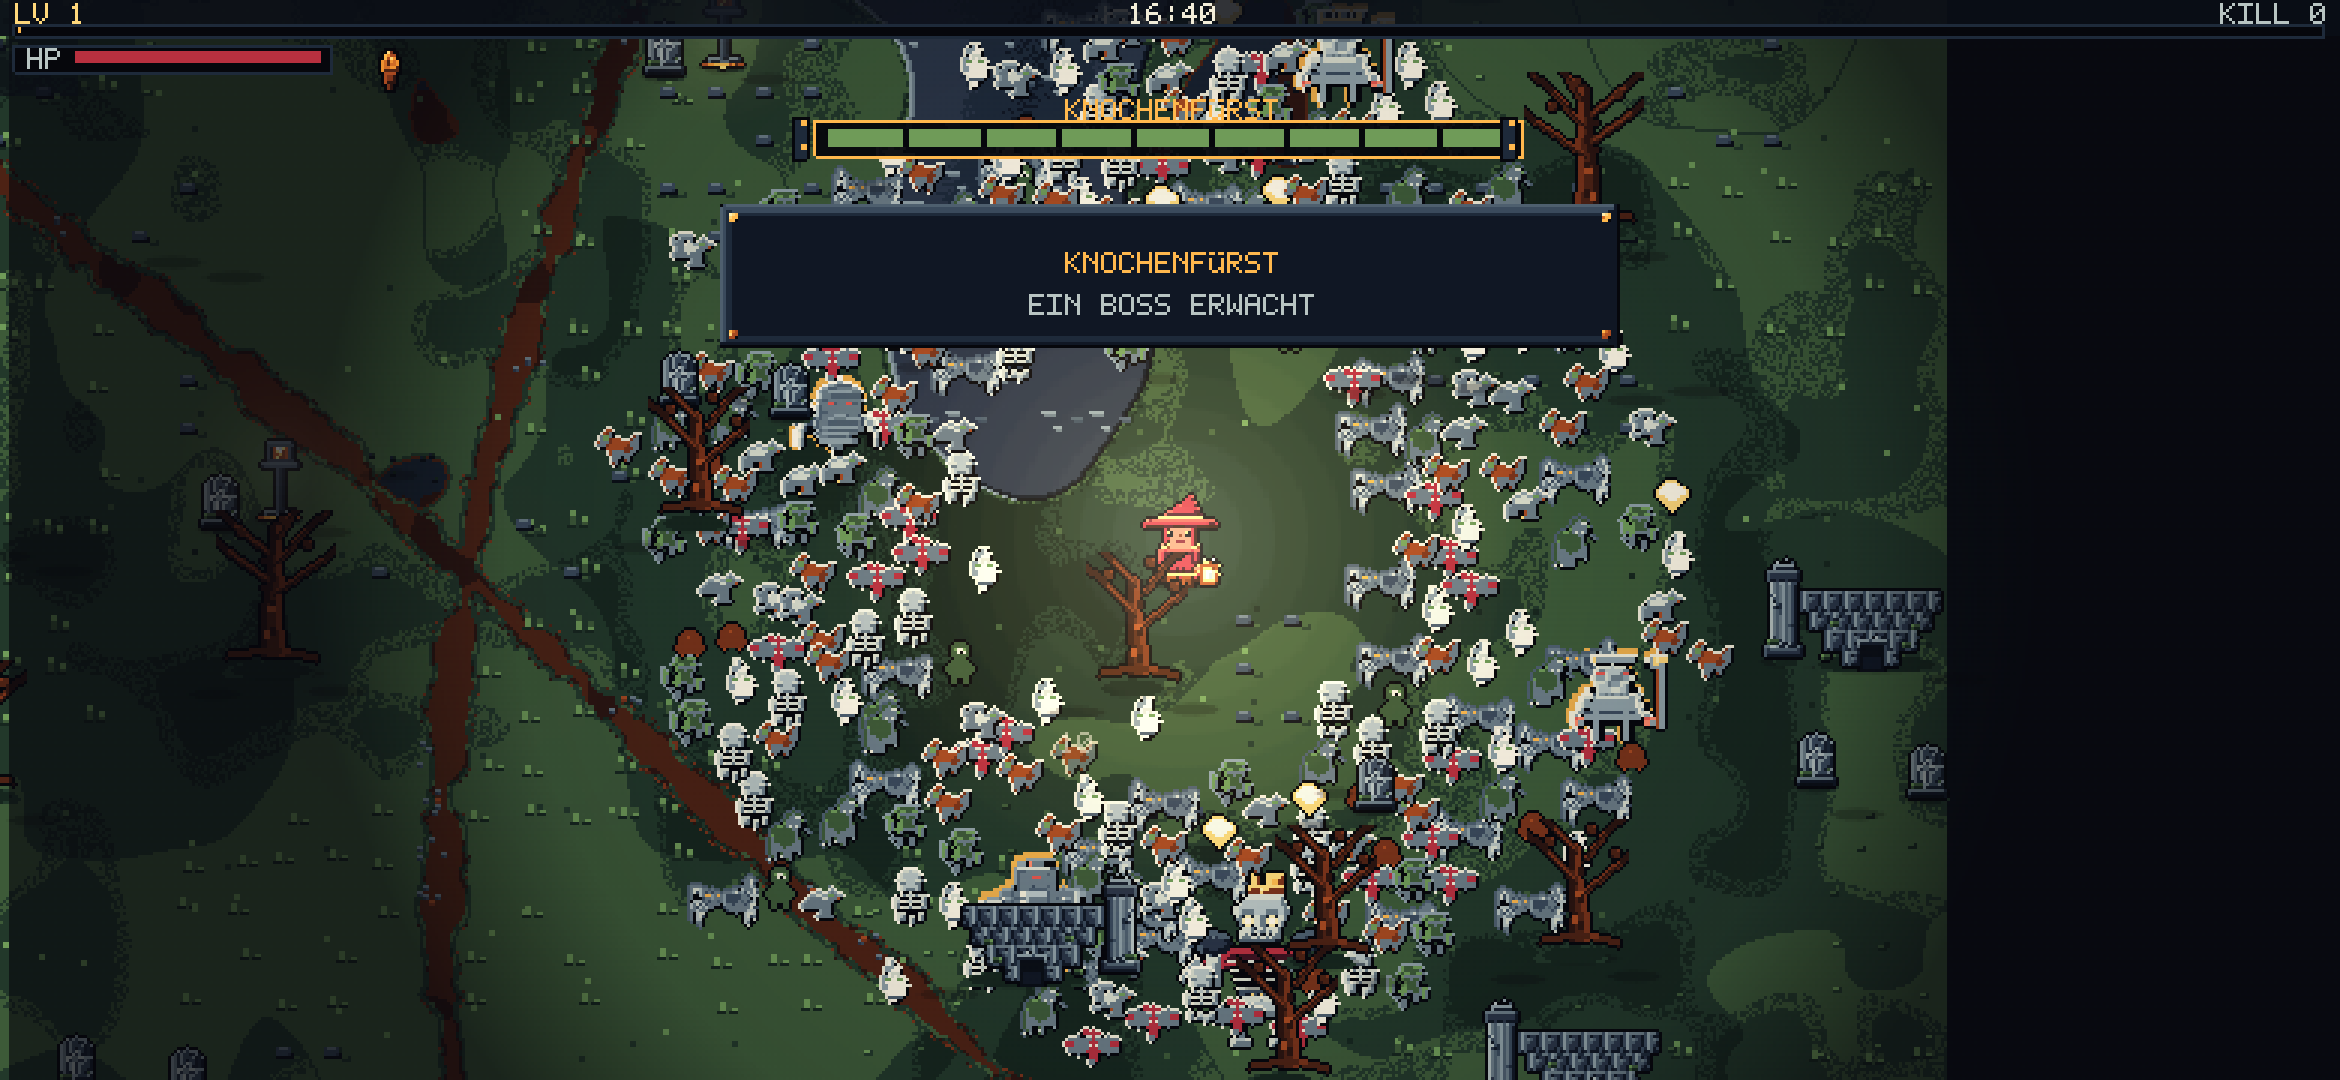 LV 1
16:40
KILL 0
HP
KNOCHENFÜRST
KNOCHENFÜRST
EIN BOSS ERWACHT